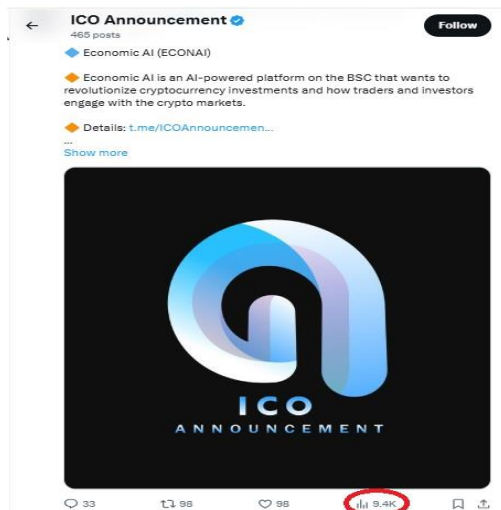 ICO Announcement
465 posts
Follow
Economic AI (ECONAI)
Economic AI is an AI-powered platform on the BSC that wants to
revolutionize cryptocurrency investments and how traders and investors
engage with the crypto markets.
Details: t.me/ICOAnnouncemen...
...
Show more
ICO
ANNOUNCEMENT
33 98 98 9.4K